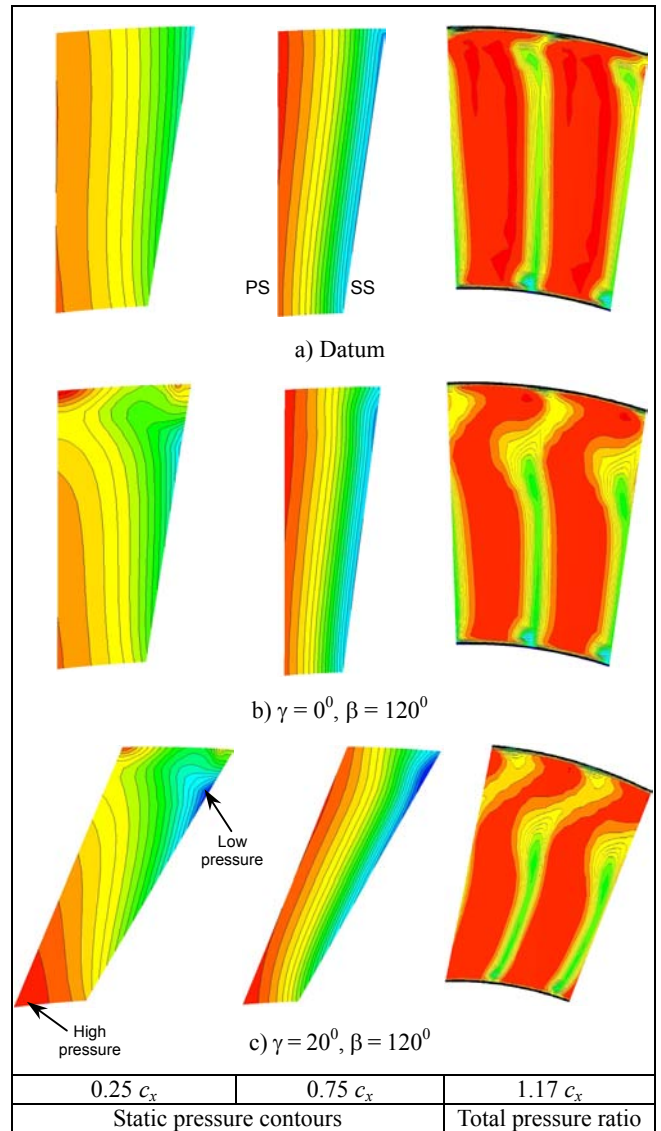 PS SS
a) Datum
b) γ = 0⁰, β = 120⁰
Low
pressure
High
pressure
c) γ = 20⁰, β = 120⁰
0.25 cₓ 0.75 cₓ 1.17 cₓ
Static pressure contours Total pressure ratio